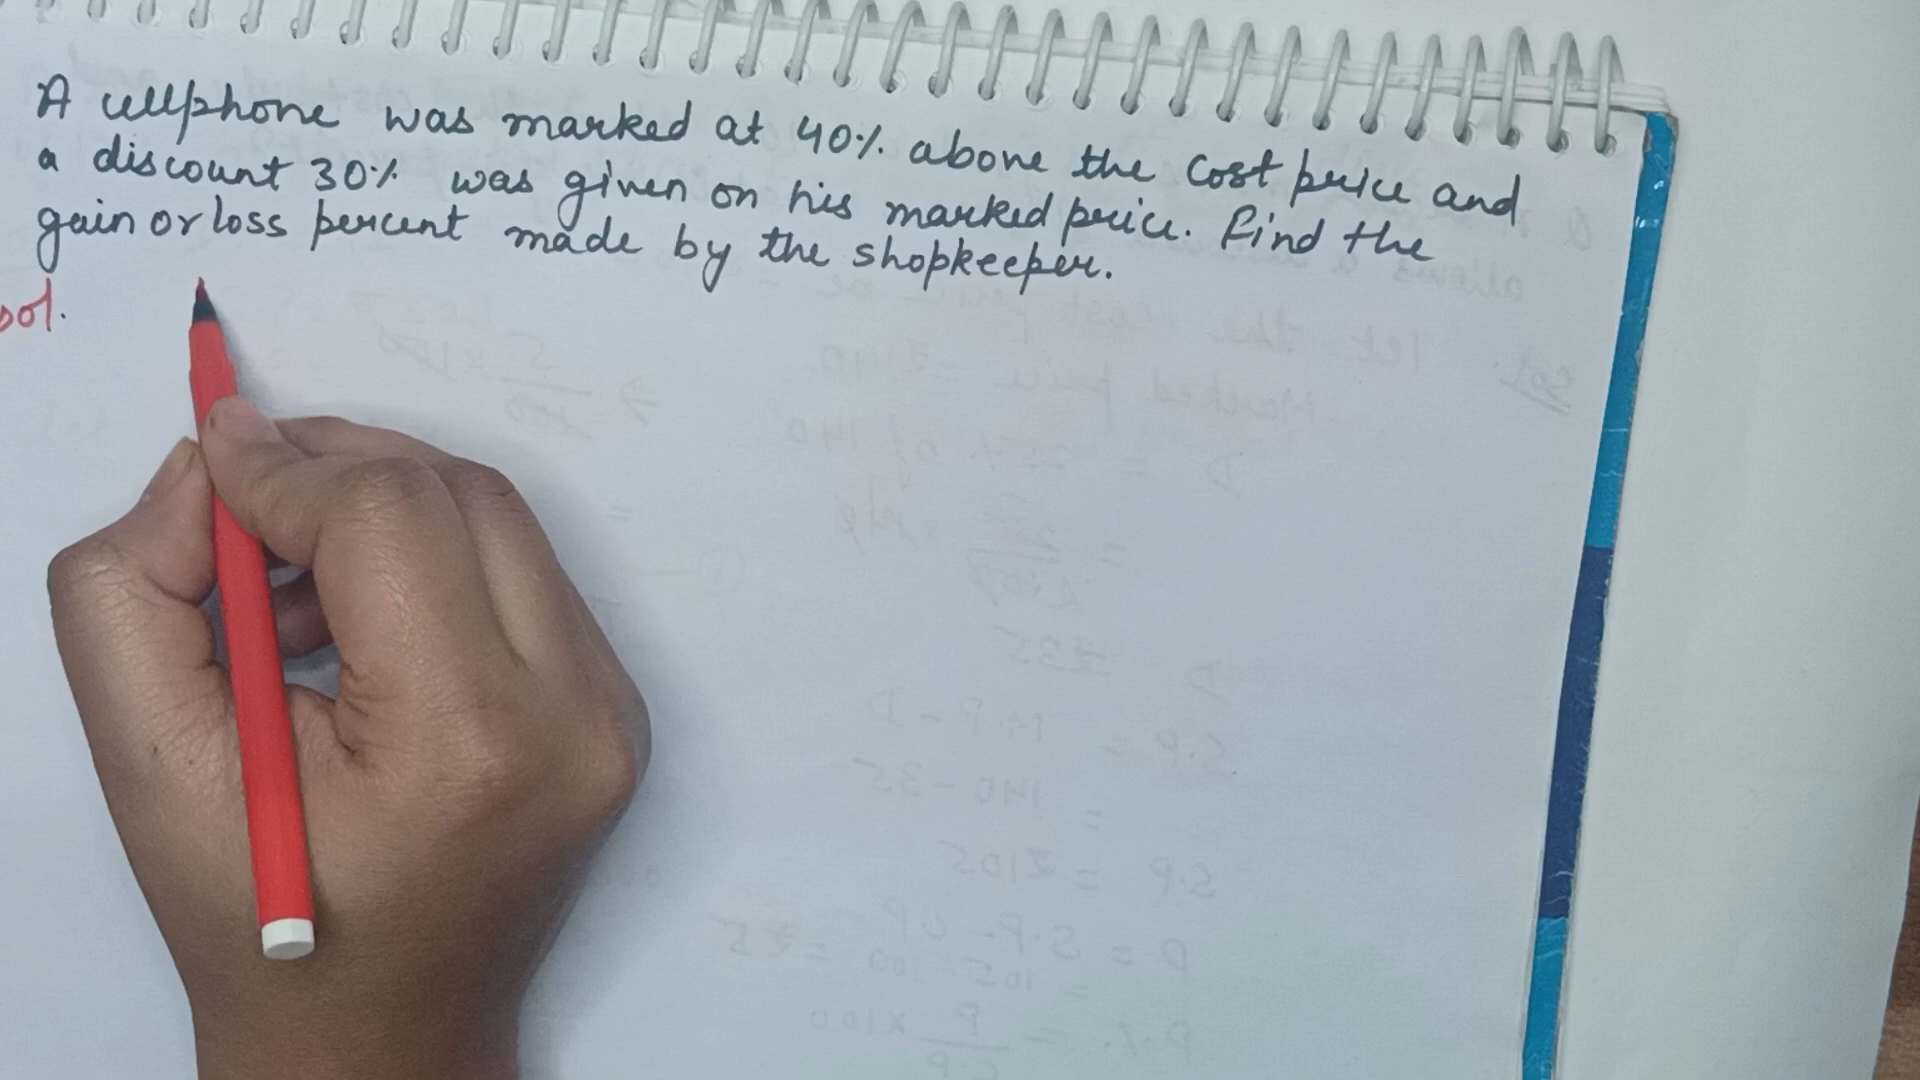 A cellphone was marked at 40% above the cost price and
a discount 30% was given on his marked price. Find the
gain or loss percent made by the shopkeeper.
sol.